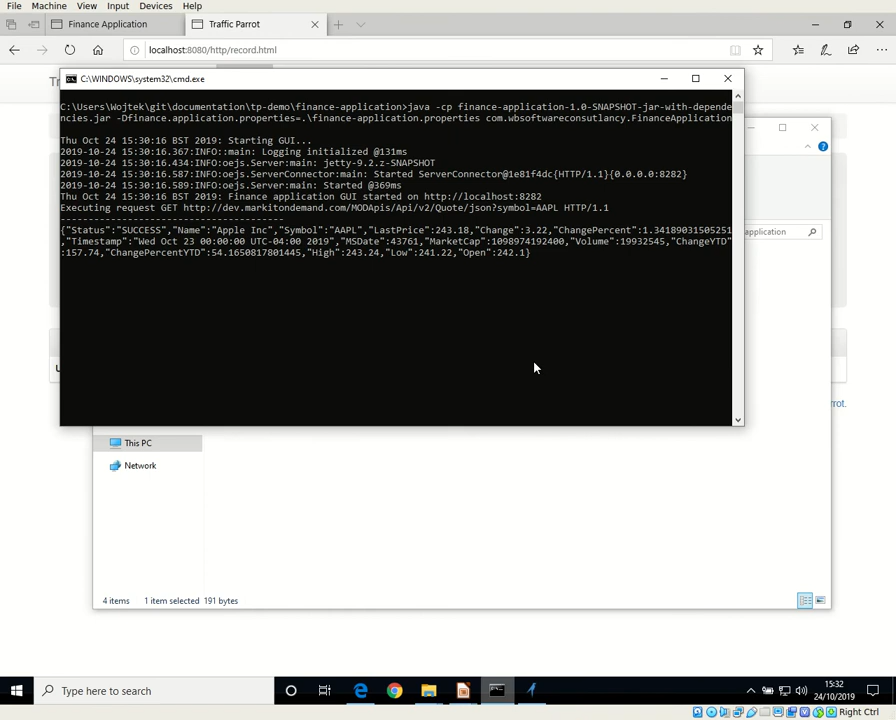 File Machine View Input Devices Help
Finance Application
Traffic Parrot
localhost:8080/http/record.html
Tr
C:\WINDOWS\system32\cmd.exe
C:\Users\Wojtek\git\documentation\tp-demo\finance-application>java -cp finance-application-1.0-SNAPSHOT-jar-with-depende
ncies.jar -Dfinance.application.properties=.\finance-application.properties com.wbsoftwareconsutlancy.FinanceApplication
Thu Oct 24 15:30:16 BST 2019: Starting GUI...
2019-10-24 15:30:16.367:INFO::main: Logging initialized @131ms
2019-10-24 15:30:16.434:INFO:oejs.Server:main: jetty-9.2.z-SNAPSHOT
2019-10-24 15:30:16.587:INFO:oejs.ServerConnector:main: Started ServerConnector@1e81f4dc{HTTP/1.1}{0.0.0.0:8282}
2019-10-24 15:30:16.589:INFO:oejs.Server:main: Started @369ms
Thu Oct 24 15:30:16 BST 2019: Finance application GUI started on http://localhost:8282
Executing request GET http://dev.markitondemand.com/MODApis/Api/v2/Quote/json?symbol=AAPL HTTP/1.1
----------------------------------------
{"Status":"SUCCESS","Name":"Apple Inc","Symbol":"AAPL","LastPrice":243.18,"Change":3.22,"ChangePercent":1.34189031505251
,"Timestamp":"Wed Oct 23 00:00:00 UTC-04:00 2019","MSDate":43761,"MarketCap":1098974192400,"Volume":19932545,"ChangeYTD"
:157.74,"ChangePercentYTD":54.1650817801445,"High":243.24,"Low":241.22,"Open":242.1}
application
U
rrot.
This PC
Network
4 items 1 item selected 191 bytes
Type here to search
15:32
24/10/2019
Right Ctrl